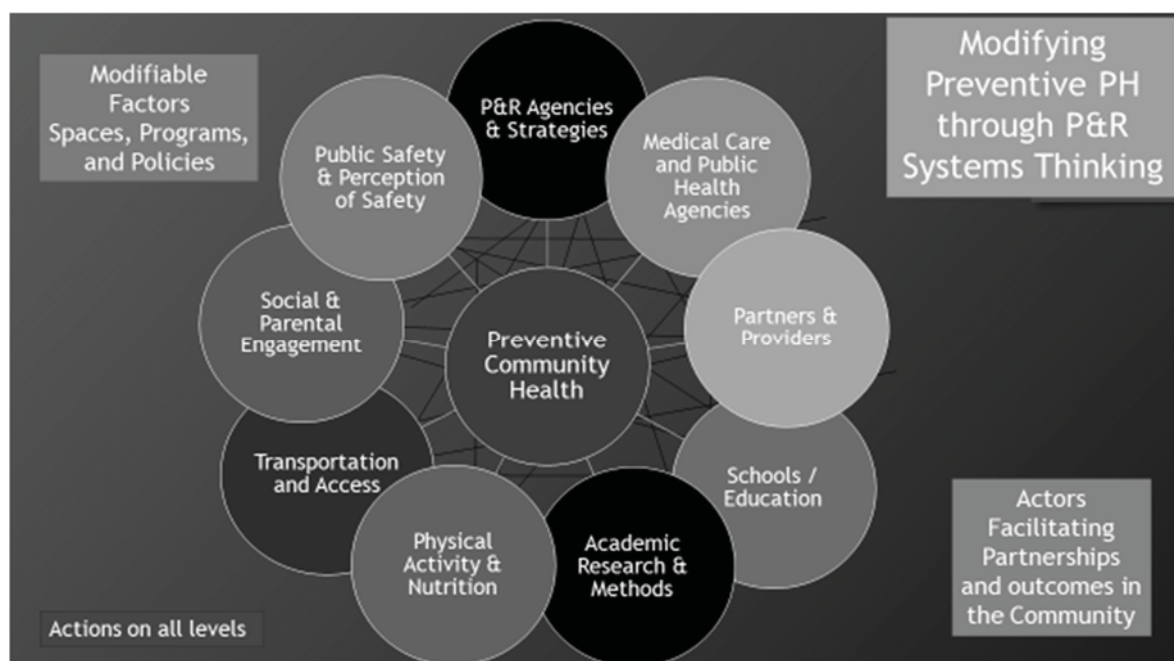 Modifiable
Factors
Spaces, Programs,
and Policies
P&R Agencies
& Strategies
Modifying
Preventive PH
through P&R
Systems Thinking
Public Safety
& Perception
of Safety
Medical Care
and Public
Health
Agencies
Social &
Parental
Engagement
Preventive
Community
Health
Partners &
Providers
Transportation
and Access
Schools /
Education
Physical
Activity &
Nutrition
Academic
Research &
Methods
Actors
Facilitating
Partnerships
and outcomes in
the Community
Actions on all levels